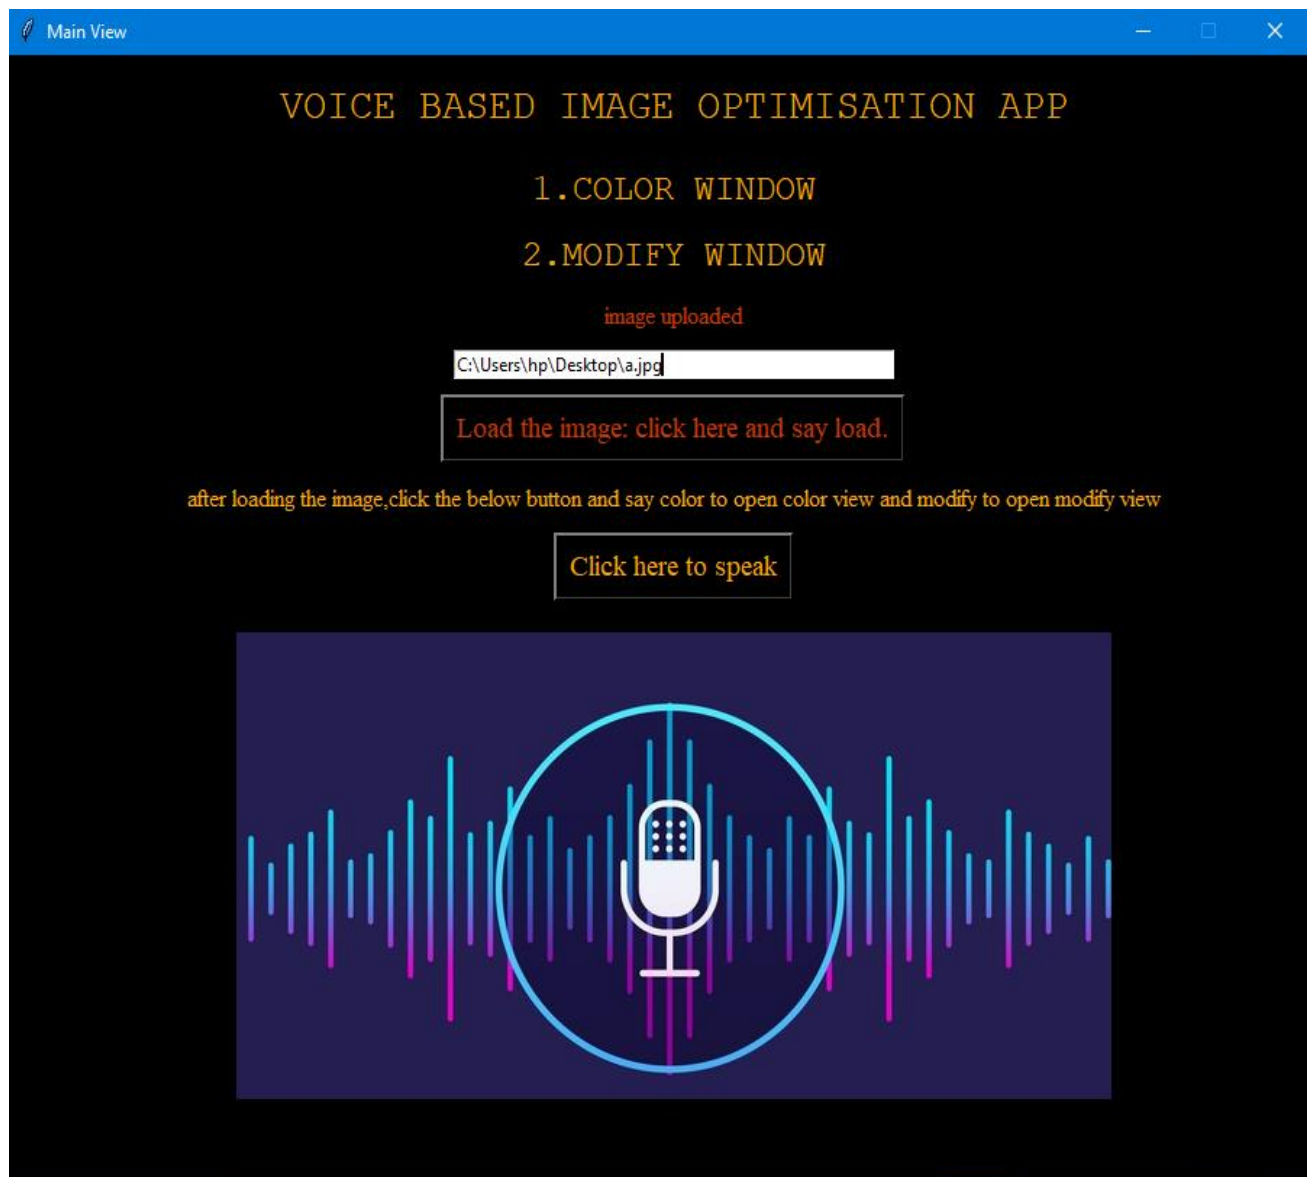 Main View
VOICE BASED IMAGE OPTIMISATION APP
1.COLOR WINDOW
2.MODIFY WINDOW
image uploaded
C:\Users\hp\Desktop\a.jpg
Load the image: click here and say load.
after loading the image,click the below button and say color to open color view and modify to open modify view
Click here to speak